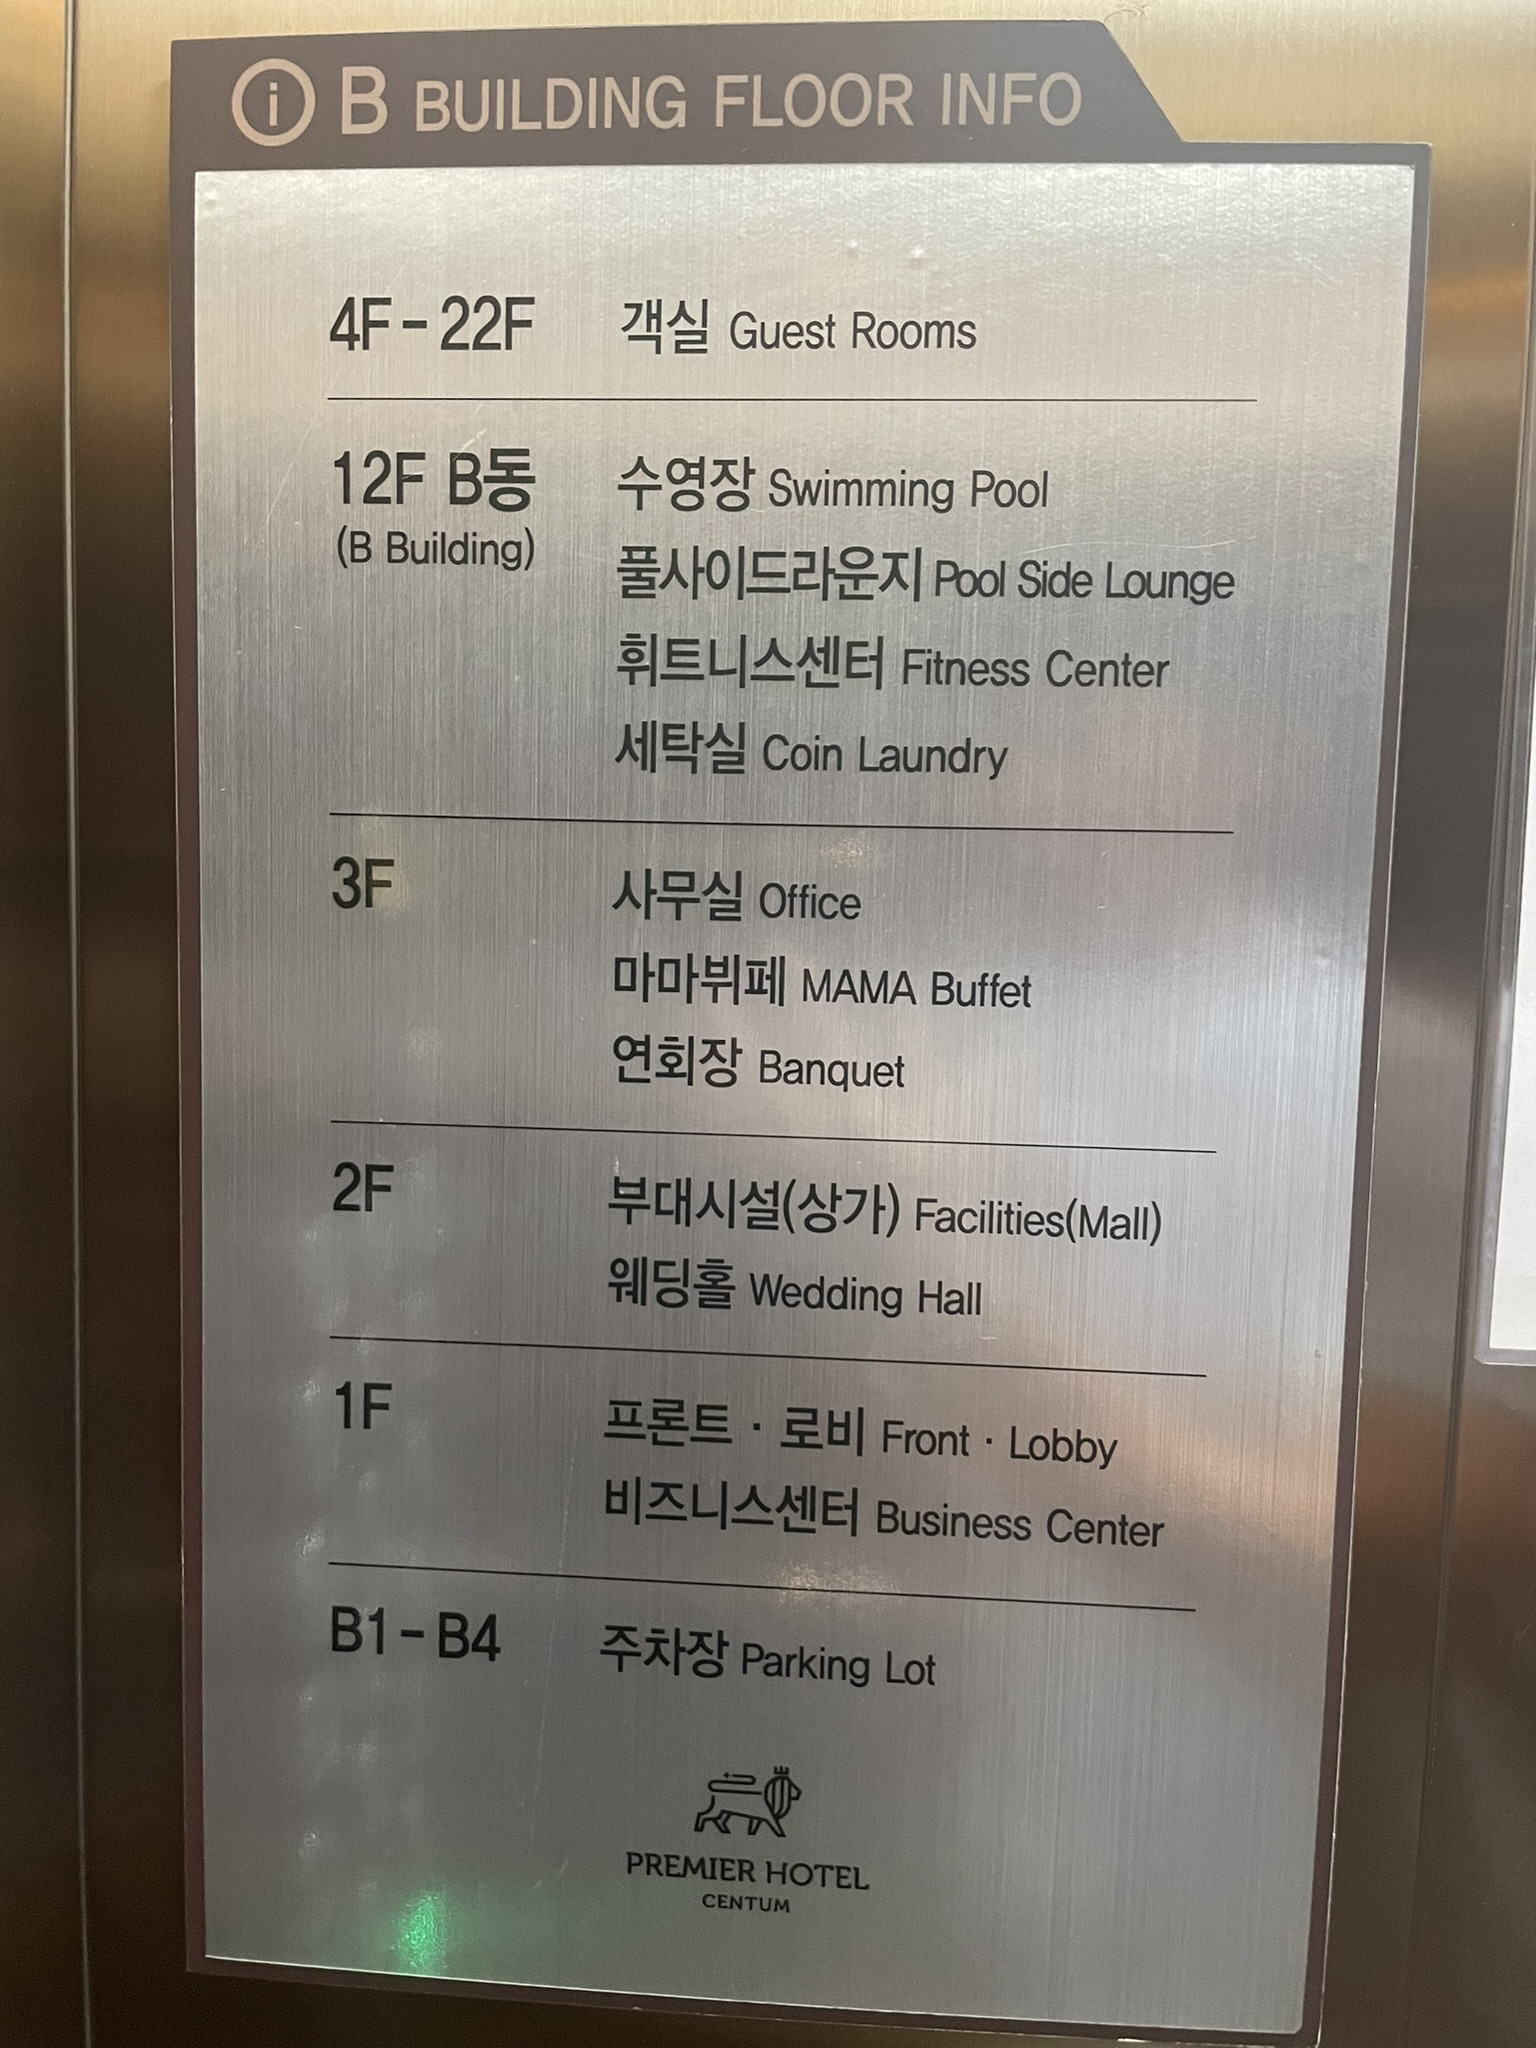 B BUILDING FLOOR INFO
4F - 22F 객실 Guest Rooms
12F B동 수영장 Swimming Pool
(B Building)
풀사이드라운지 Pool Side Lounge
휘트니스센터 Fitness Center
세탁실 Coin Laundry
3F 사무실 Office
마마뷔페 MAMA Buffet
연회장 Banquet
2F 부대시설(상가) Facilities(Mall)
웨딩홀 Wedding Hall
1F 프론트 · 로비 Front · Lobby
비즈니스센터 Business Center
B1 - B4 주차장 Parking Lot
PREMIER HOTEL
CENTUM